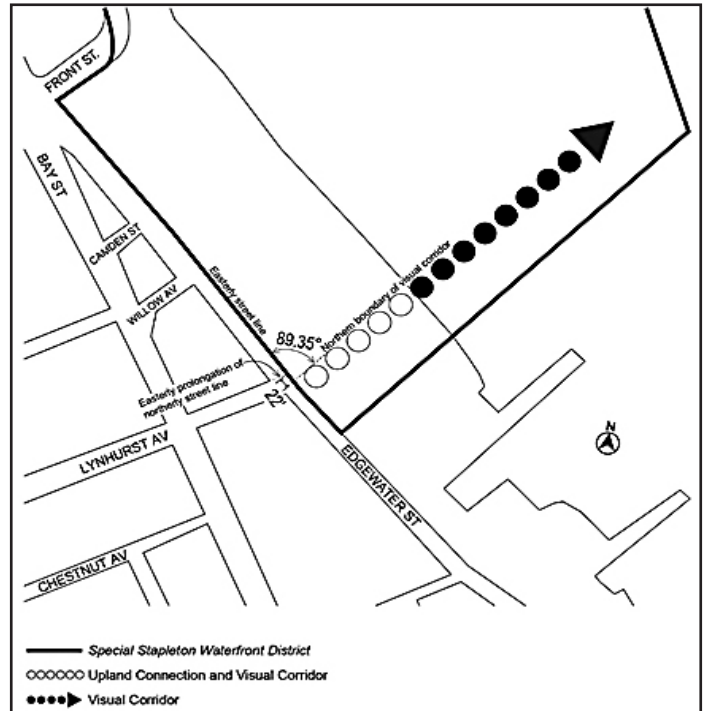 FRONT ST.
BAY ST
CAMDEN ST
WILLOW AV
Easterly street line
Northern boundary of visual corridor
89.35°
Easterly prolongation of
northerly street line
22'
LYNHURST AV
EDGEWATER ST
CHESTNUT AV
N
Special Stapleton Waterfront District
Upland Connection and Visual Corridor
Visual Corridor